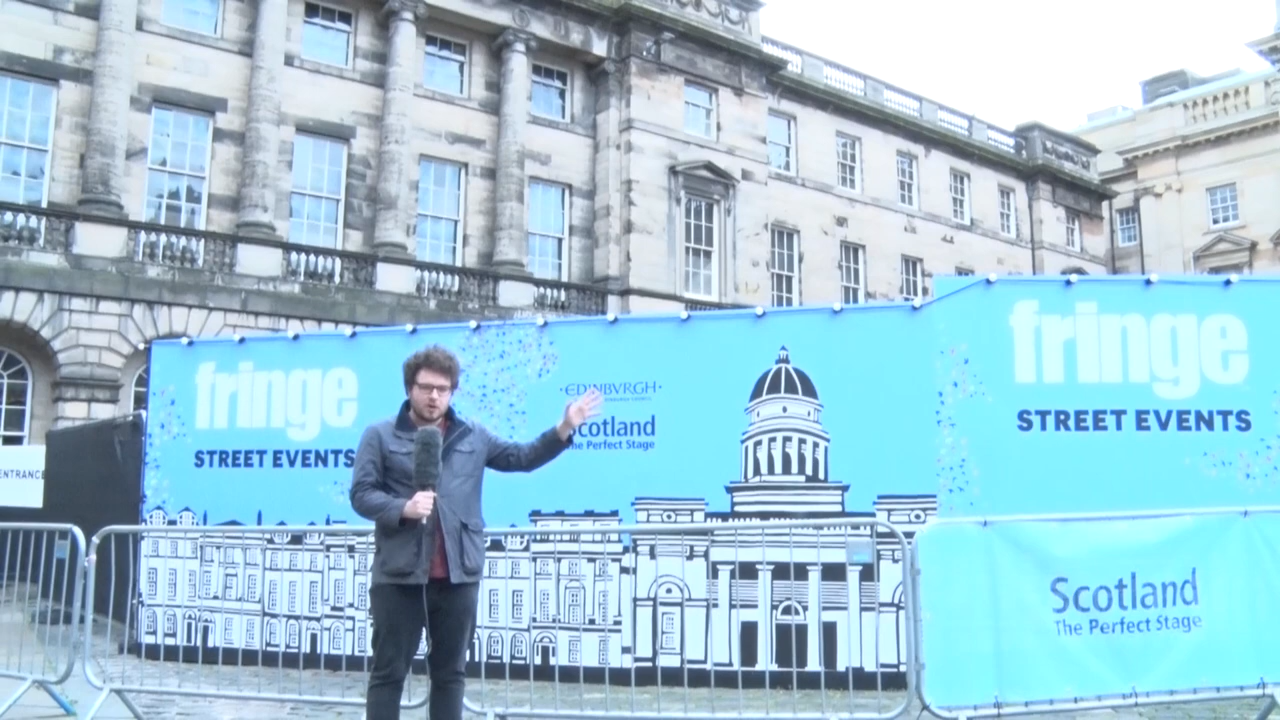 fringe
STREET EVENTS
·EDINBVRGH·
Scotland
The Perfect Stage
fringe
STREET EVENTS
Scotland
The Perfect Stage
ENTRANCE